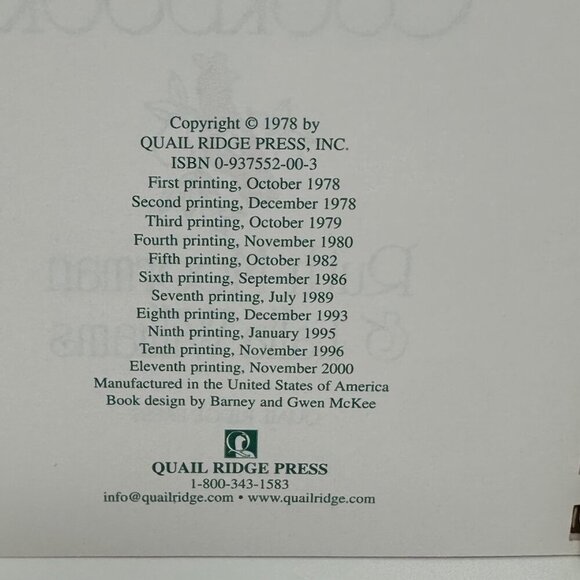 Copyright © 1978 by
QUAIL RIDGE PRESS, INC.
ISBN 0-937552-00-3
First printing, October 1978
Second printing, December 1978
Third printing, October 1979
Fourth printing, November 1980
Fifth printing, October 1982
Sixth printing, September 1986
Seventh printing, July 1989
Eighth printing, December 1993
Ninth printing, January 1995
Tenth printing, November 1996
Eleventh printing, November 2000
Manufactured in the United States of America
Book design by Barney and Gwen McKee
QUAIL RIDGE PRESS
1-800-343-1583
info@quailridge.com • www.quailridge.com